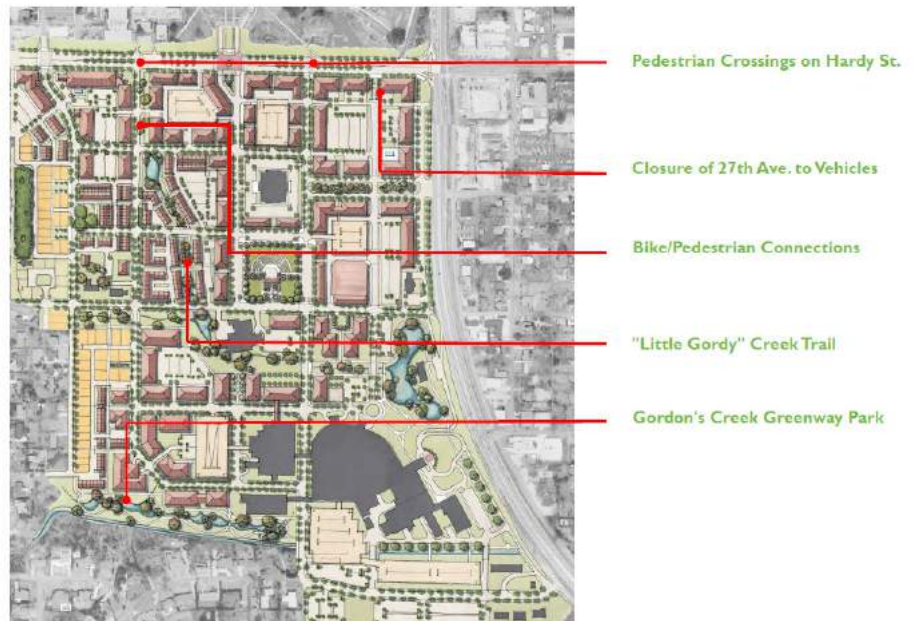 Pedestrian Crossings on Hardy St.
Closure of 27th Ave. to Vehicles
Bike/Pedestrian Connections
"Little Gordy" Creek Trail
Gordon's Creek Greenway Park